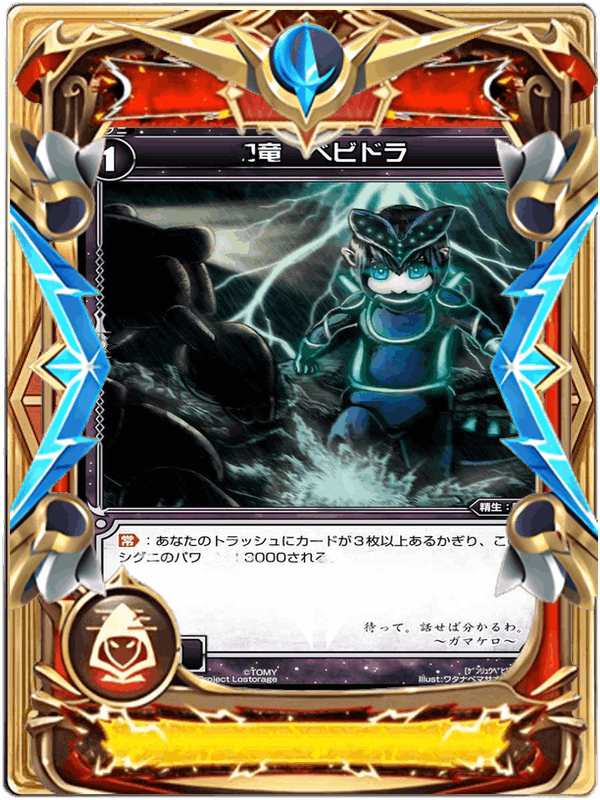 1
竜 ベビドラ
精生：
常：あなたのトラッシュにカードが３枚以上あるかぎり、こ
シグニのパワ 8000される
待って。話せば分かるわ。
～ガマケロ～
©TOMY
Project Lostorage
Illust:ワタナベマサ